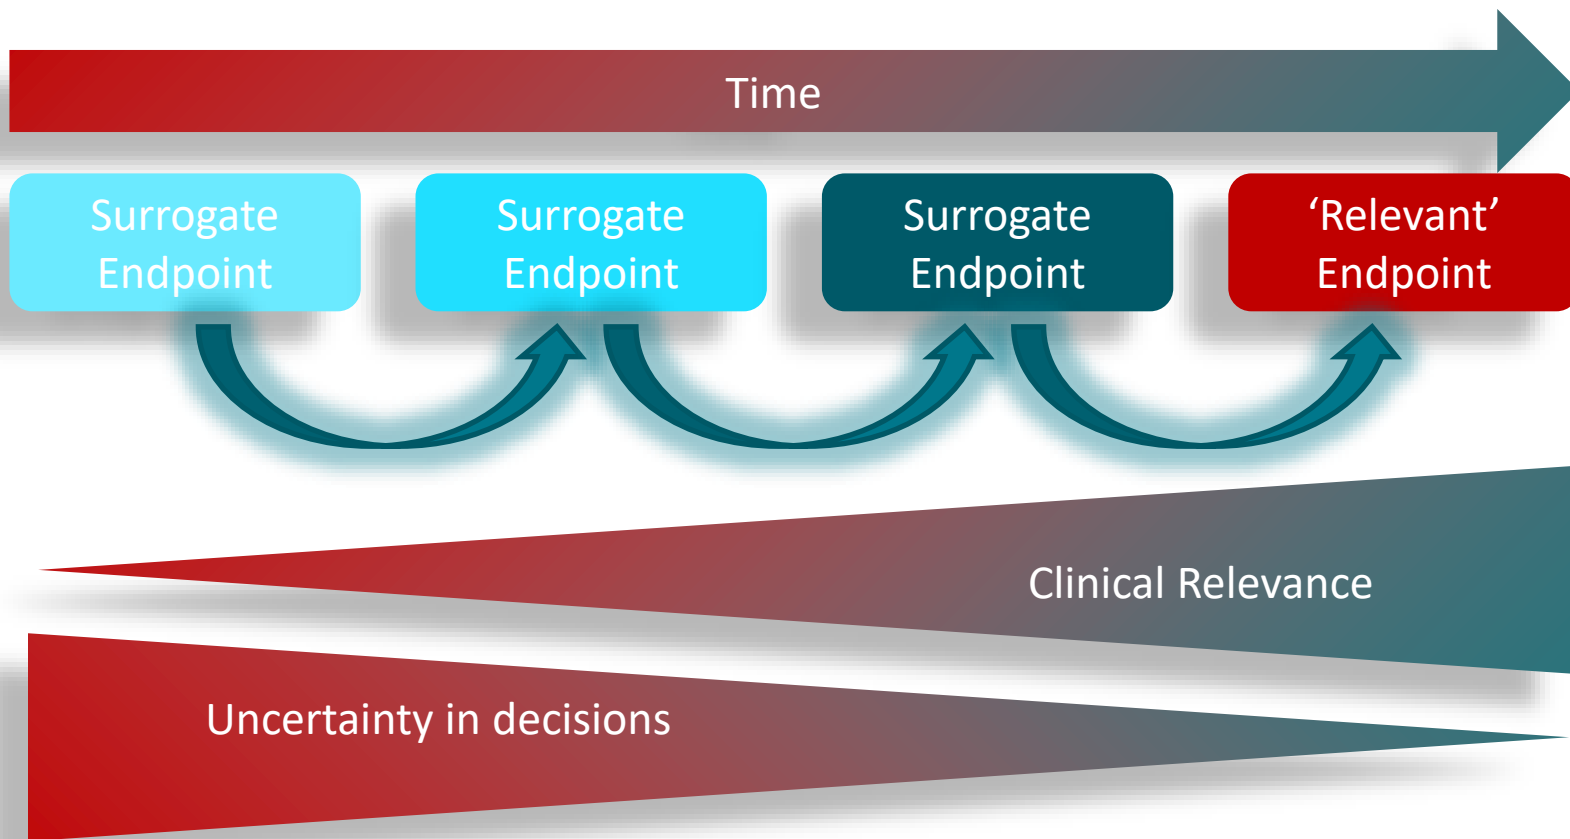 Time
Surrogate
Endpoint
Surrogate
Endpoint
Surrogate
Endpoint
‘Relevant’
Endpoint
Clinical Relevance
Uncertainty in decisions